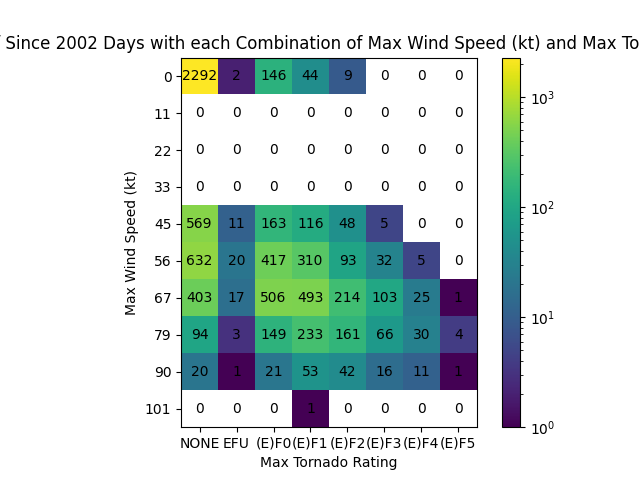 Since 2002 Days with each Combination of Max Wind Speed (kt) and Max To
Max Wind Speed (kt)
0 2292 2 146 44 9 0 0 0
11 0 0 0 0 0 0 0 0
22 0 0 0 0 0 0 0 0
33 0 0 0 0 0 0 0 0
45 569 11 163 116 48 5 0 0
56 632 20 417 310 93 32 5 0
67 403 17 506 493 214 103 25 1
79 94 3 149 233 161 66 30 4
90 20 1 21 53 42 16 11 1
101 0 0 0 1 0 0 0 0
NONE EFU (E)F0 (E)F1 (E)F2 (E)F3 (E)F4 (E)F5
Max Tornado Rating
10³
10²
10¹
10⁰